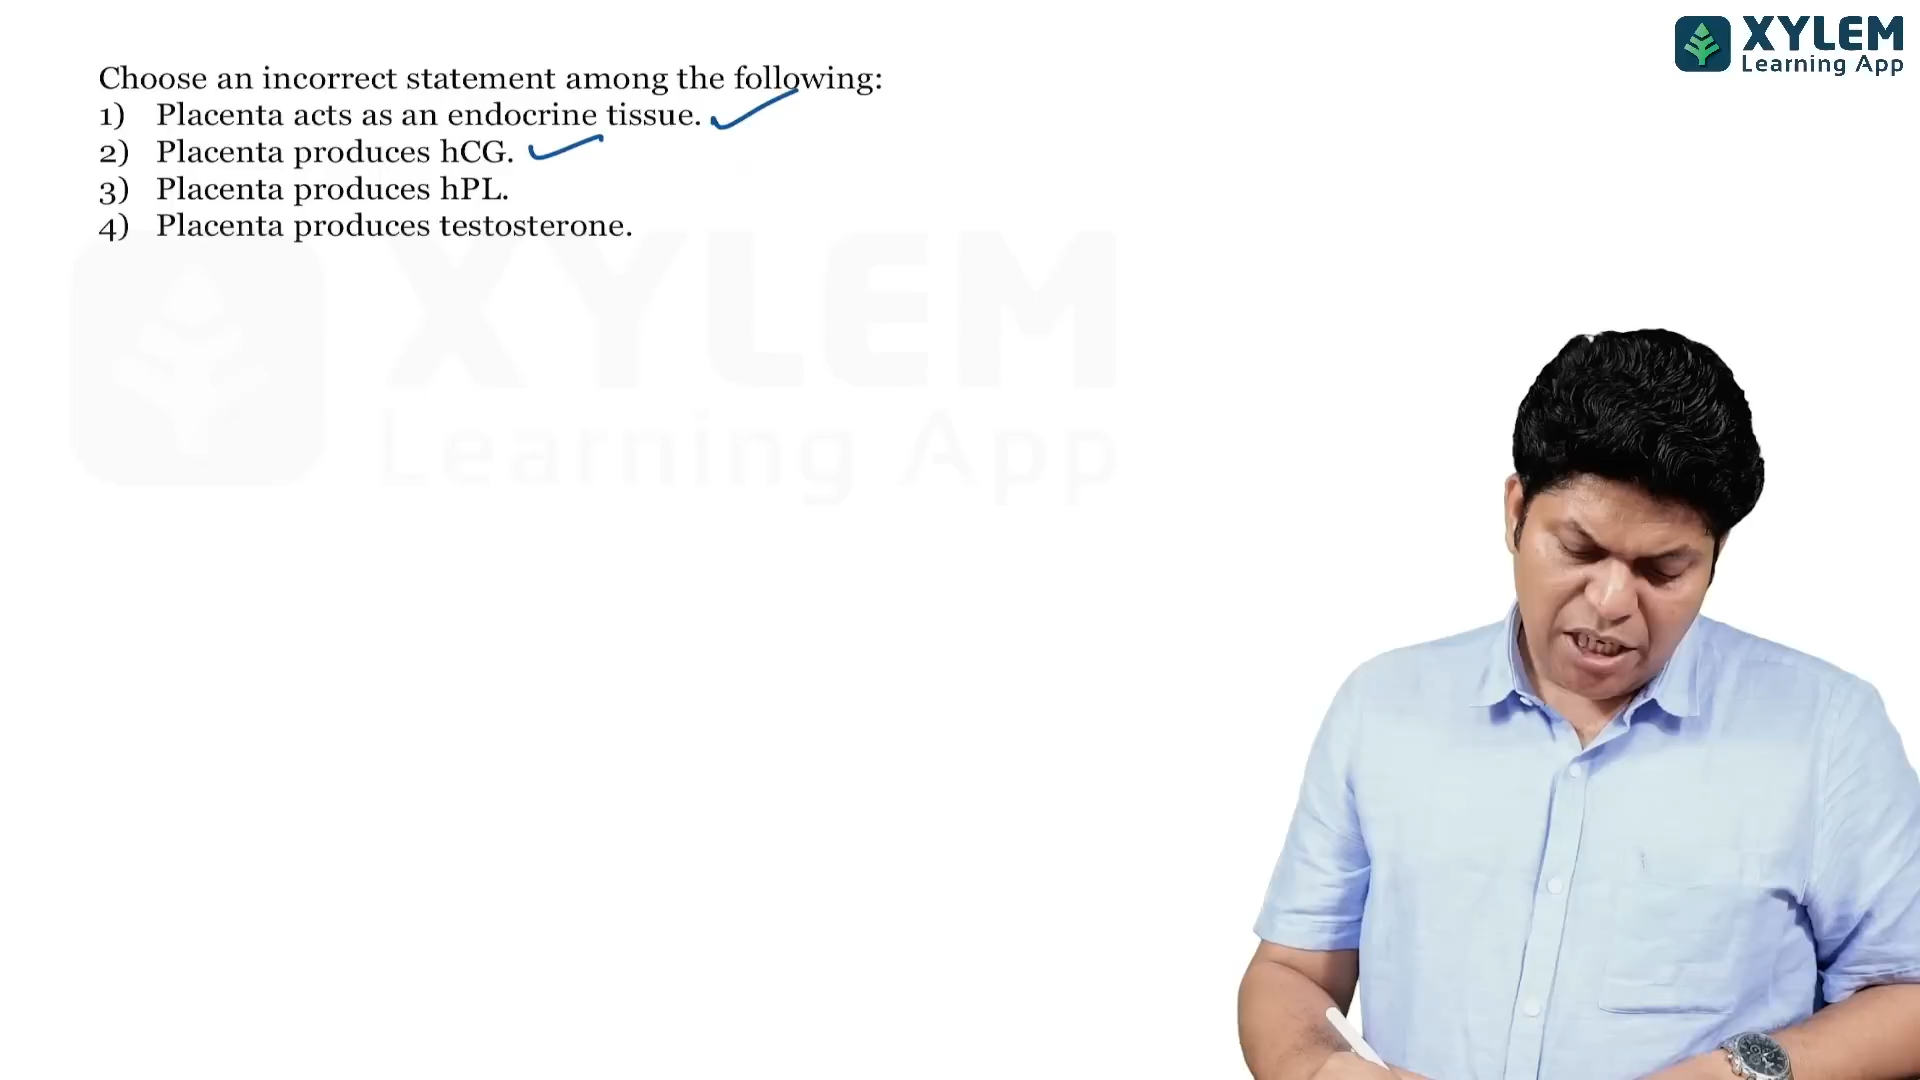 XYLEM
Learning App
Choose an incorrect statement among the following:
1) Placenta acts as an endocrine tissue.
2) Placenta produces hCG.
3) Placenta produces hPL.
4) Placenta produces testosterone.
XYLEM
Learning App